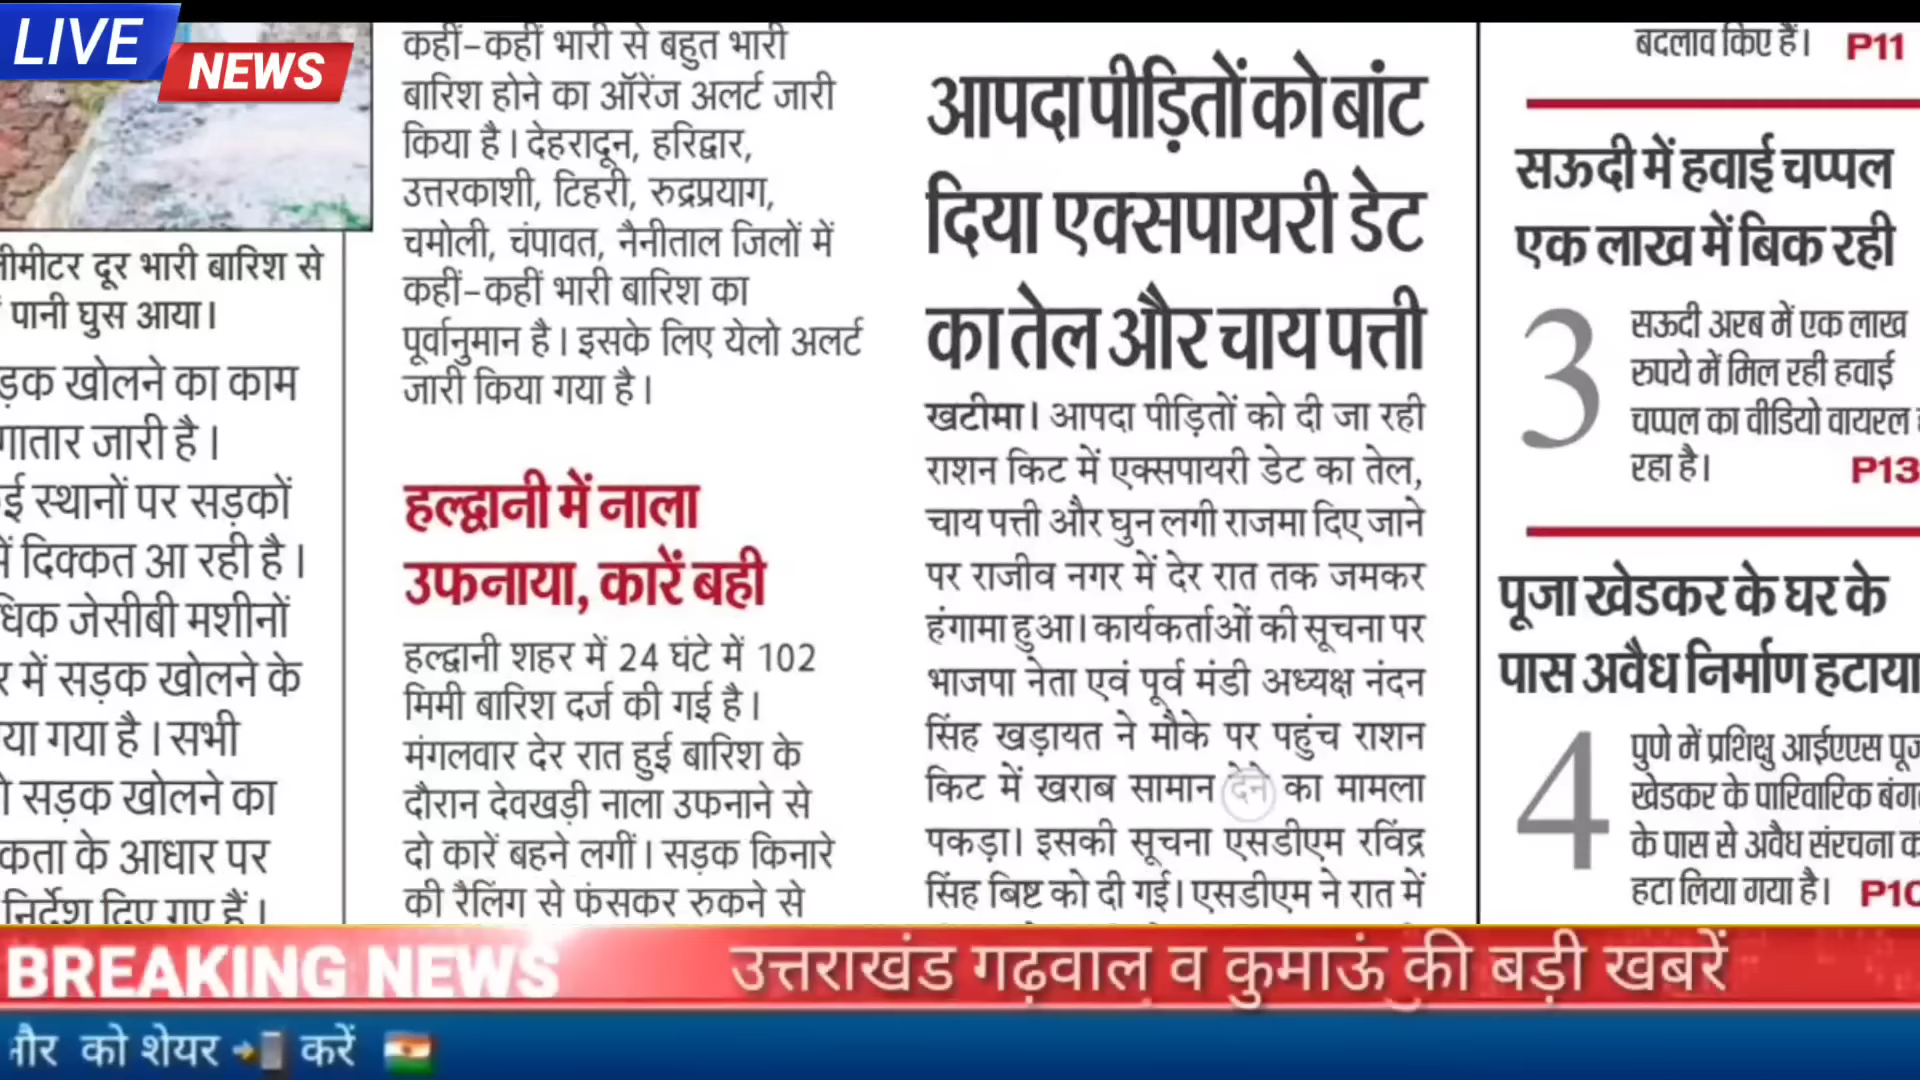 LIVE
NEWS
दूर भारी बारिश से
पानी घुस आया।
खोलने का काम
जारी है।
स्थानों पर सड़कों
दिक्कत आ रही है।
जेसीबी मशीनों
में सड़क खोलने के
गया है। सभी
सड़क खोलने का
के आधार पर
निर्देश दिए गए हैं।
कहीं-कहीं भारी से बहुत भारी
बारिश होने का ऑरेंज अलर्ट जारी
किया है। देहरादून, हरिद्वार,
उत्तरकाशी, टिहरी, रुद्रप्रयाग,
चमोली, चंपावत, नैनीताल जिलों में
कहीं-कहीं भारी बारिश का
पूर्वानुमान है। इसके लिए येलो अलर्ट
जारी किया गया है।
हल्द्वानी में नाला
उफनाया, कारें बही
हल्द्वानी शहर में 24 घंटे में 102
मिमी बारिश दर्ज की गई है।
मंगलवार देर रात हुई बारिश के
दौरान देवखड़ी नाला उफनाने से
दो कारें बहने लगीं। सड़क किनारे
की रैलिंग से फंसकर रुकने से
आपदा पीड़ितों को बांट
दिया एक्सपायरी डेट
का तेल और चाय पत्ती
खटीमा। आपदा पीड़ितों को दी जा रही
राशन किट में एक्सपायरी डेट का तेल,
चाय पत्ती और घुन लगी राजमा दिए जाने
पर राजीव नगर में देर रात तक जमकर
हंगामा हुआ। कार्यकर्ताओं की सूचना पर
भाजपा नेता एवं पूर्व मंडी अध्यक्ष नंदन
सिंह खड़ायत ने मौके पर पहुंच राशन
किट में खराब सामान देने का मामला
पकड़ा। इसकी सूचना एसडीएम रविंद्र
सिंह बिष्ट को दी गई। एसडीएम ने रात में
बदलाव किए हैं। P11
सऊदी में हवाई चप्पल
एक लाख में बिक रही
3
सऊदी अरब में एक लाख
रुपये में मिल रही हवाई
चप्पल का वीडियो वायरल
रहा है। P13
पूजा खेडकर के घर के
पास अवैध निर्माण हटाया
4
पुणे में प्रशिक्षु आईएएस
खेडकर के पारिवारिक
के पास से अवैध संरचना
हटा लिया गया है। P10
BREAKING NEWS
उत्तराखंड गढ़वाल व कुमाऊं की बड़ी खबरें
को शेयर करें